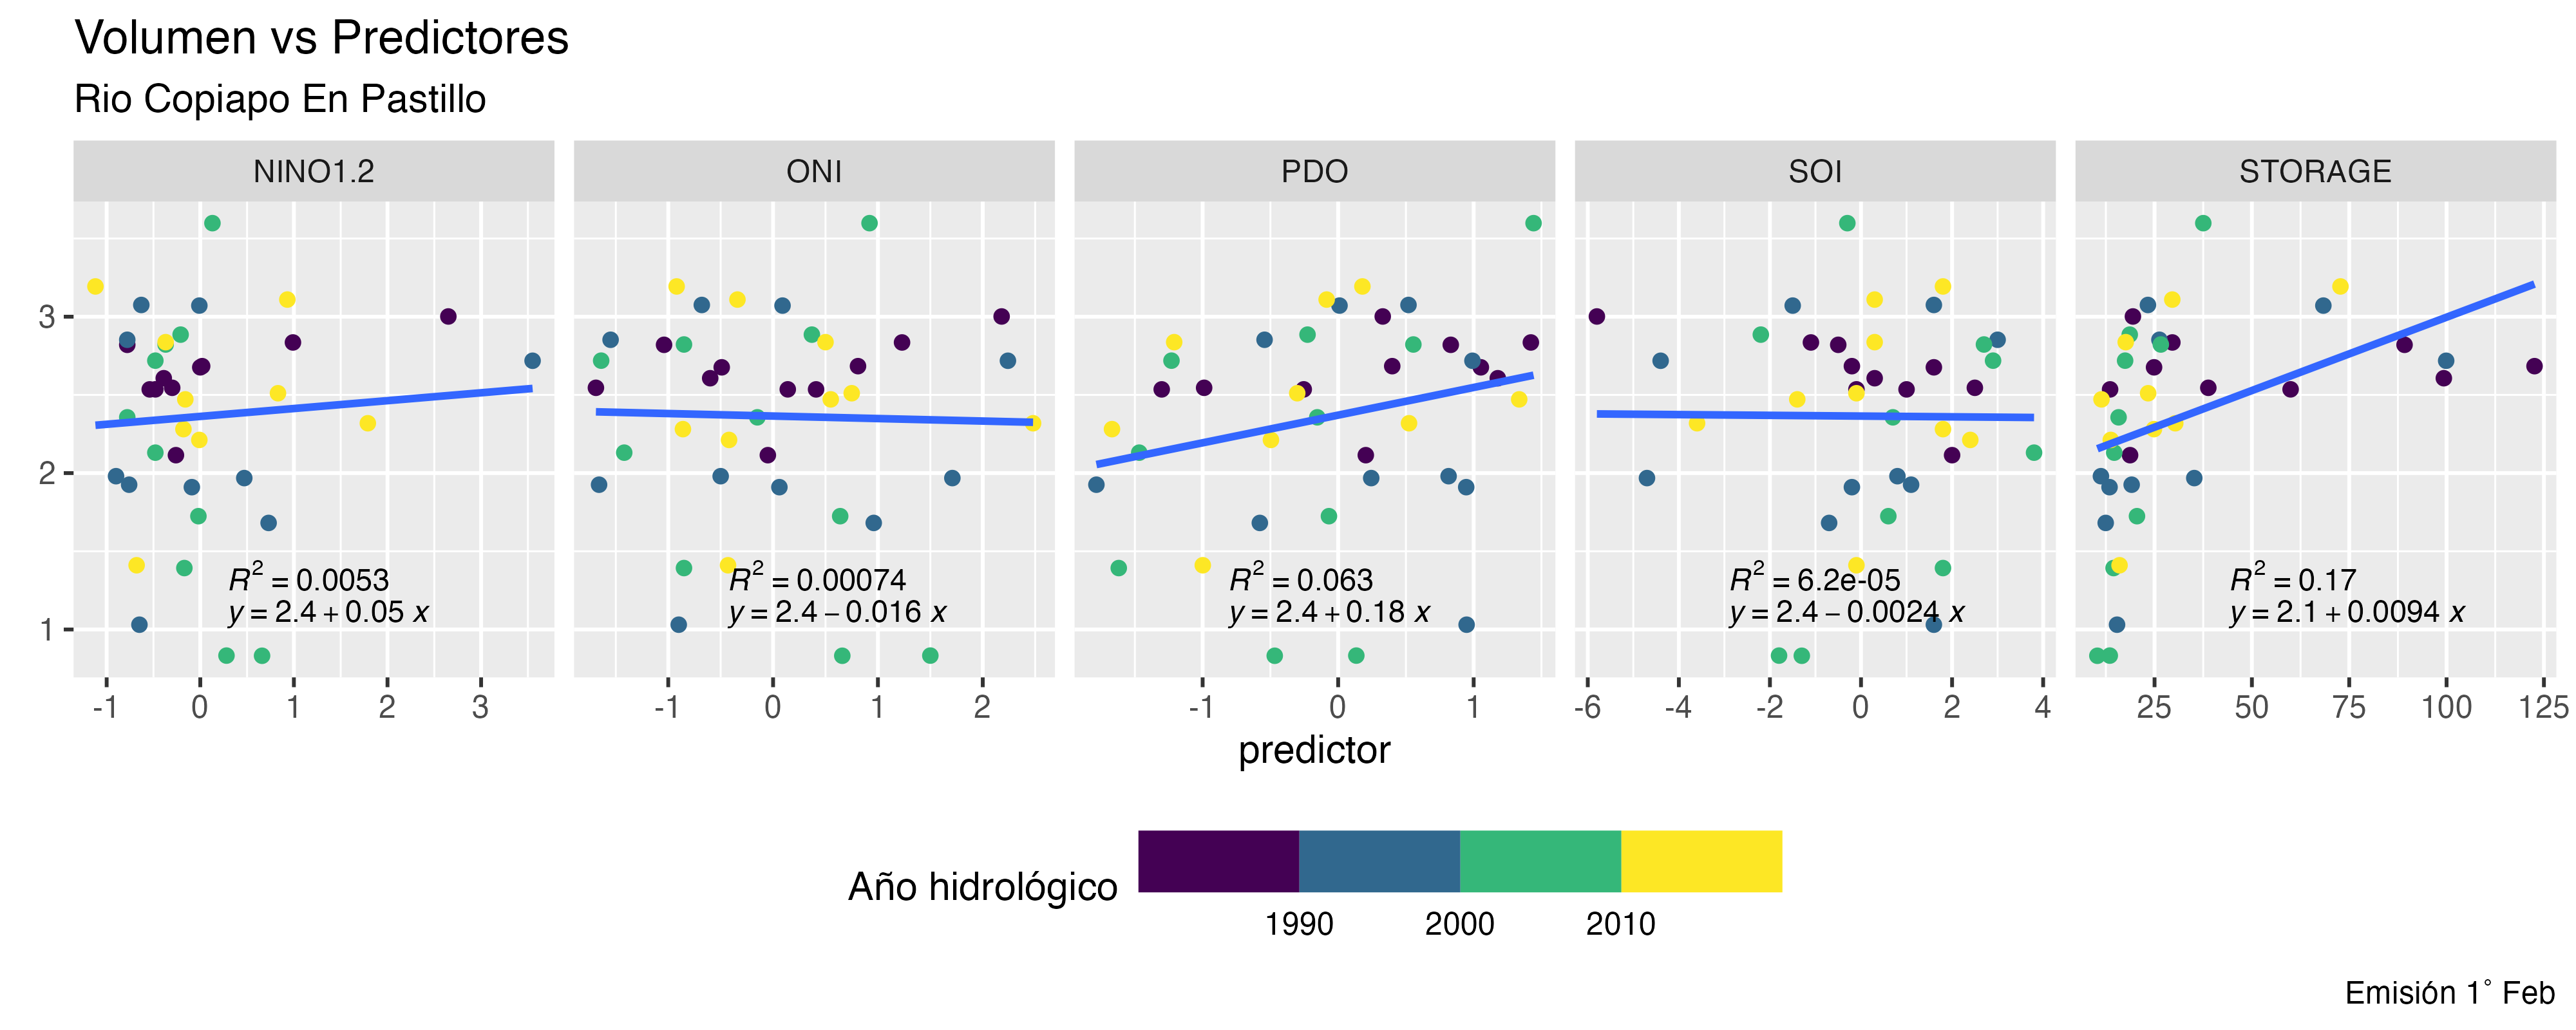 Volumen vs Predictores
Rio Copiapo En Pastillo
NINO1.2 ONI PDO SOI STORAGE
3
2
1
R² = 0.0053 R² = 0.00074 R² = 0.063 R² = 6.2e-05 R² = 0.17
y = 2.4 + 0.05 x y = 2.4 − 0.016 x y = 2.4 + 0.18 x y = 2.4 − 0.0024 x y = 2.1 + 0.0094 x
-1 0 1 2 3 -1 0 1 2 -1 0 1 -6 -4 -2 0 2 4 25 50 75 100 125
predictor
Año hidrológico
1990 2000 2010
Emisión 1° Feb